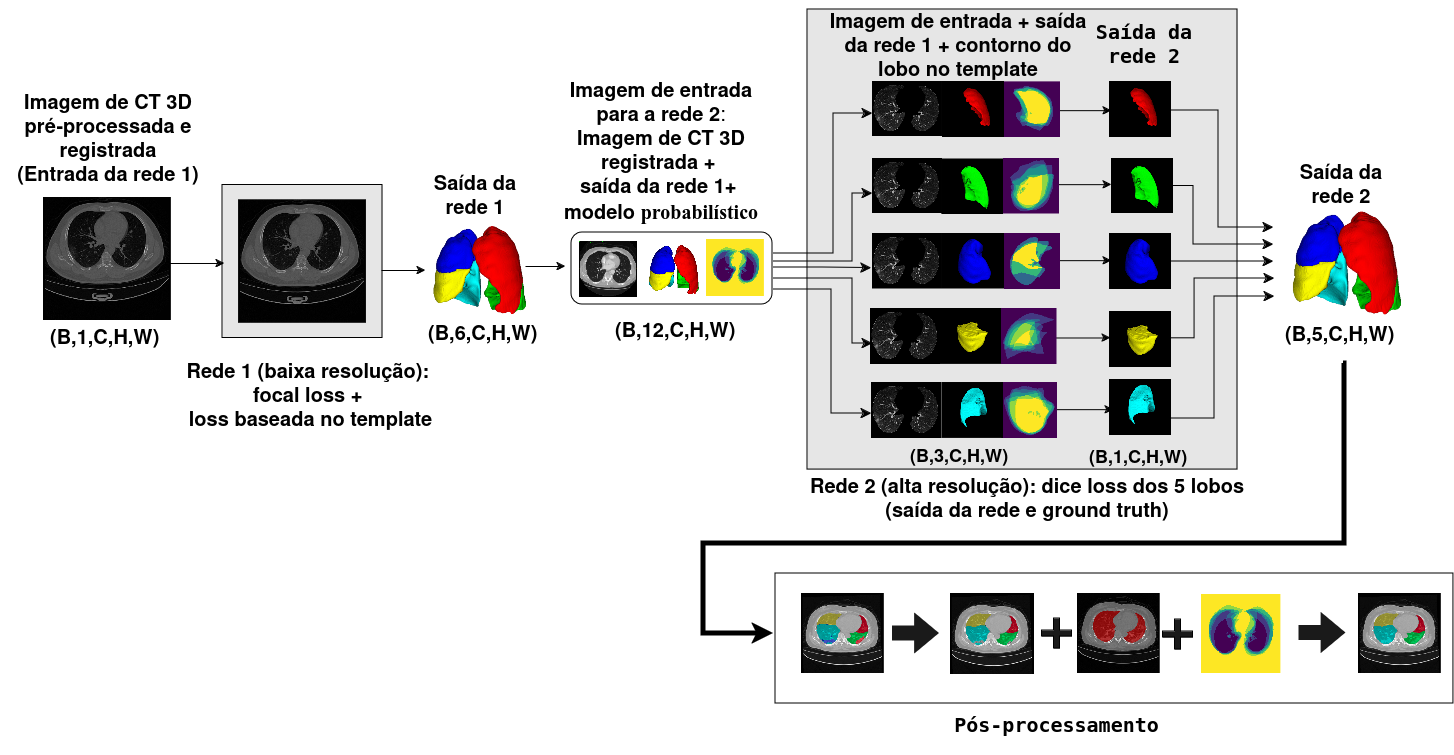 Imagem de CT 3D
pré-processada e
registrada
(Entrada da rede 1)
(B,1,C,H,W)
Rede 1 (baixa resolução):
focal loss +
loss baseada no template
Saída da
rede 1
(B,6,C,H,W)
Imagem de entrada
para a rede 2:
Imagem de CT 3D
registrada +
saída da rede 1+
modelo probabilístico
(B,12,C,H,W)
Imagem de entrada + saída
da rede 1 + contorno do
lobo no template
Saída da
rede 2
(B,3,C,H,W)
(B,1,C,H,W)
Rede 2 (alta resolução): dice loss dos 5 lobos
(saída da rede e ground truth)
Saída da
rede 2
(B,5,C,H,W)
Pós-processamento